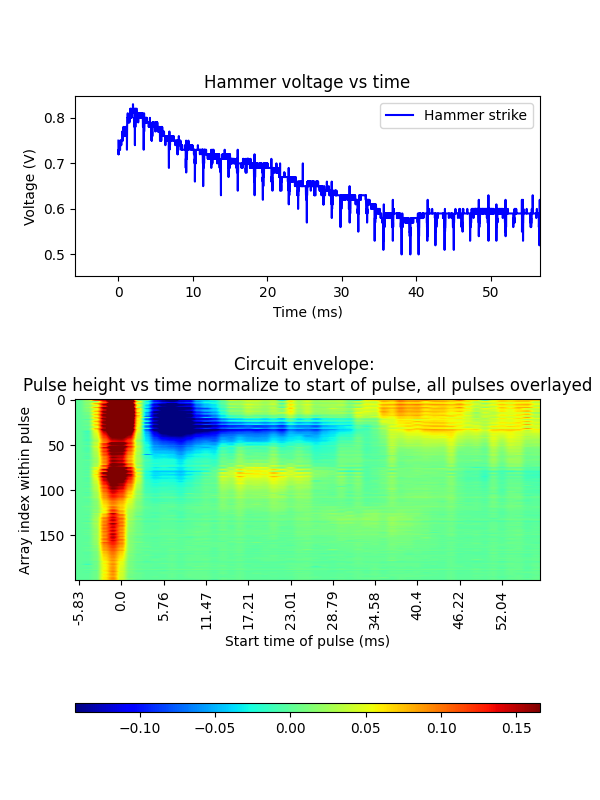 Hammer voltage vs time
Hammer strike
Voltage (V)
0.8
0.7
0.6
0.5
0 10 20 30 40 50
Time (ms)
Circuit envelope:
Pulse height vs time normalize to start of pulse, all pulses overlayed
Array index within pulse
0
50
100
150
-5.83 0.0 5.76 11.47 17.21 23.01 28.79 34.58 40.4 46.22 52.04
Start time of pulse (ms)
−0.10 −0.05 0.00 0.05 0.10 0.15